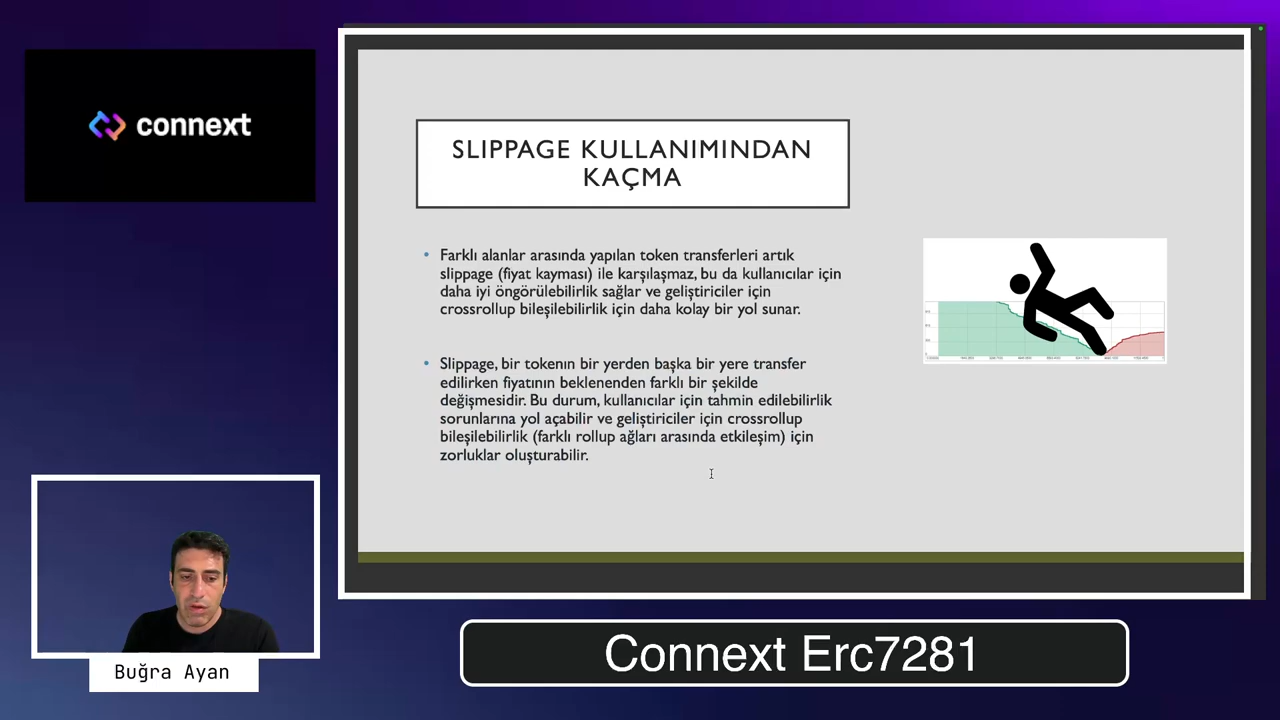 connext
SLIPPAGE KULLANIMINDAN
KAÇMA
• Farklı alanlar arasında yapılan token transferleri artık
slippage (fiyat kayması) ile karşılaşmaz, bu da kullanıcılar için
daha iyi öngörülebilirlik sağlar ve geliştiriciler için
crossrollup bileşilebilirlik için daha kolay bir yol sunar.
• Slippage, bir tokenın bir yerden başka bir yere transfer
edilirken fiyatının beklenenden farklı bir şekilde
değişmesidir. Bu durum, kullanıcılar için tahmin edilebilirlik
sorunlarına yol açabilir ve geliştiriciler için crossrollup
bileşilebilirlik (farklı rollup ağları arasında etkileşim) için
zorluklar oluşturabilir.
Buğra Ayan
Connext Erc7281